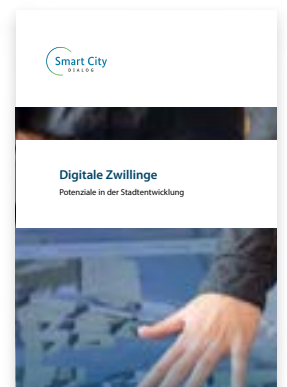 Smart City
DIALOG
Digitale Zwillinge
Potenziale in der Stadtentwicklung